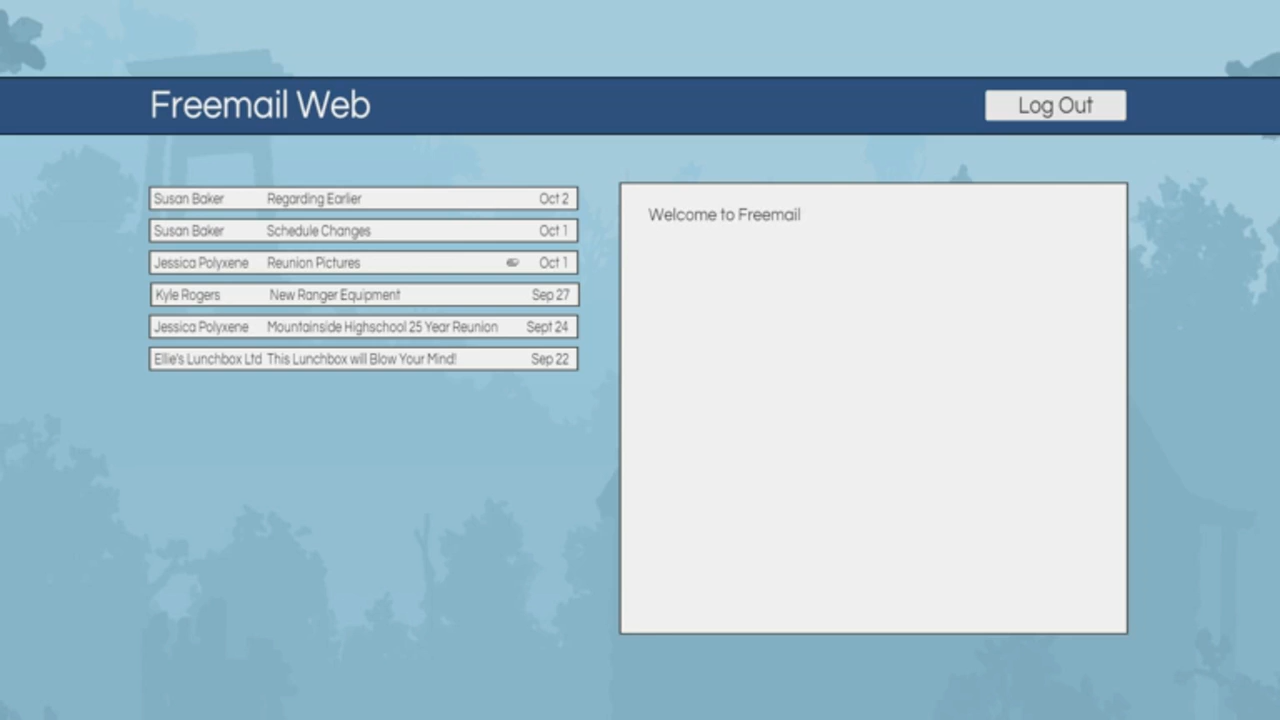 Freemail Web
Log Out
Susan Baker Regarding Earlier Oct 2
Susan Baker Schedule Changes Oct 1
Jessica Polyxene Reunion Pictures Oct 1
Kyle Rogers New Ranger Equipment Sep 27
Jessica Polyxene Mountainside Highschool 25 Year Reunion Sept 24
Ellie's Lunchbox Ltd This Lunchbox will Blow Your Mind! Sep 22
Welcome to Freemail